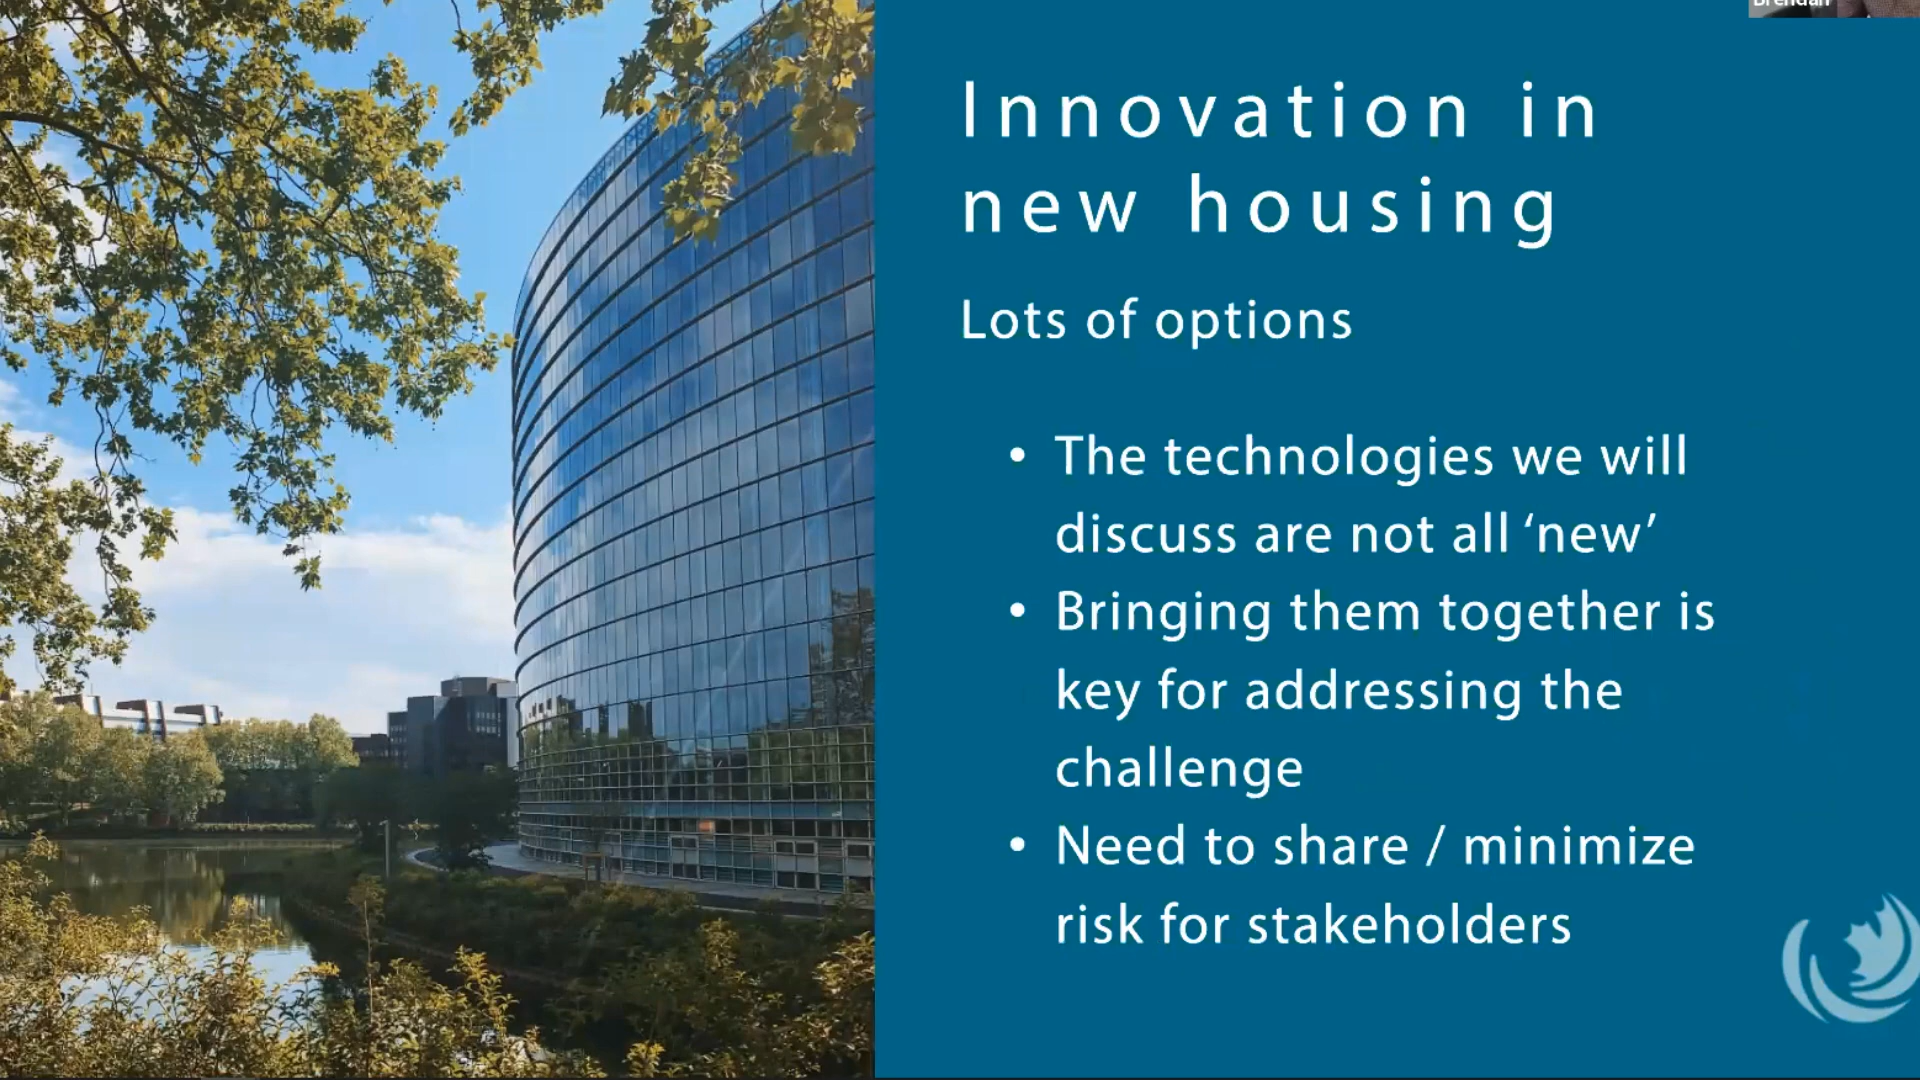 Brendan
Innovation in
new housing
Lots of options
• The technologies we will
discuss are not all ‘new’
• Bringing them together is
key for addressing the
challenge
• Need to share / minimize
risk for stakeholders